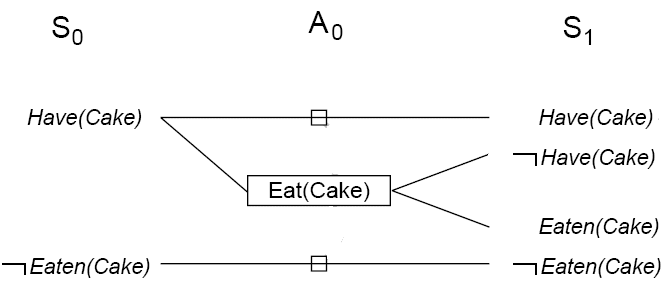 S0 A0 S1
Have(Cake) Have(Cake)
¬Have(Cake)
Eat(Cake)
Eaten(Cake)
¬Eaten(Cake) ¬Eaten(Cake)